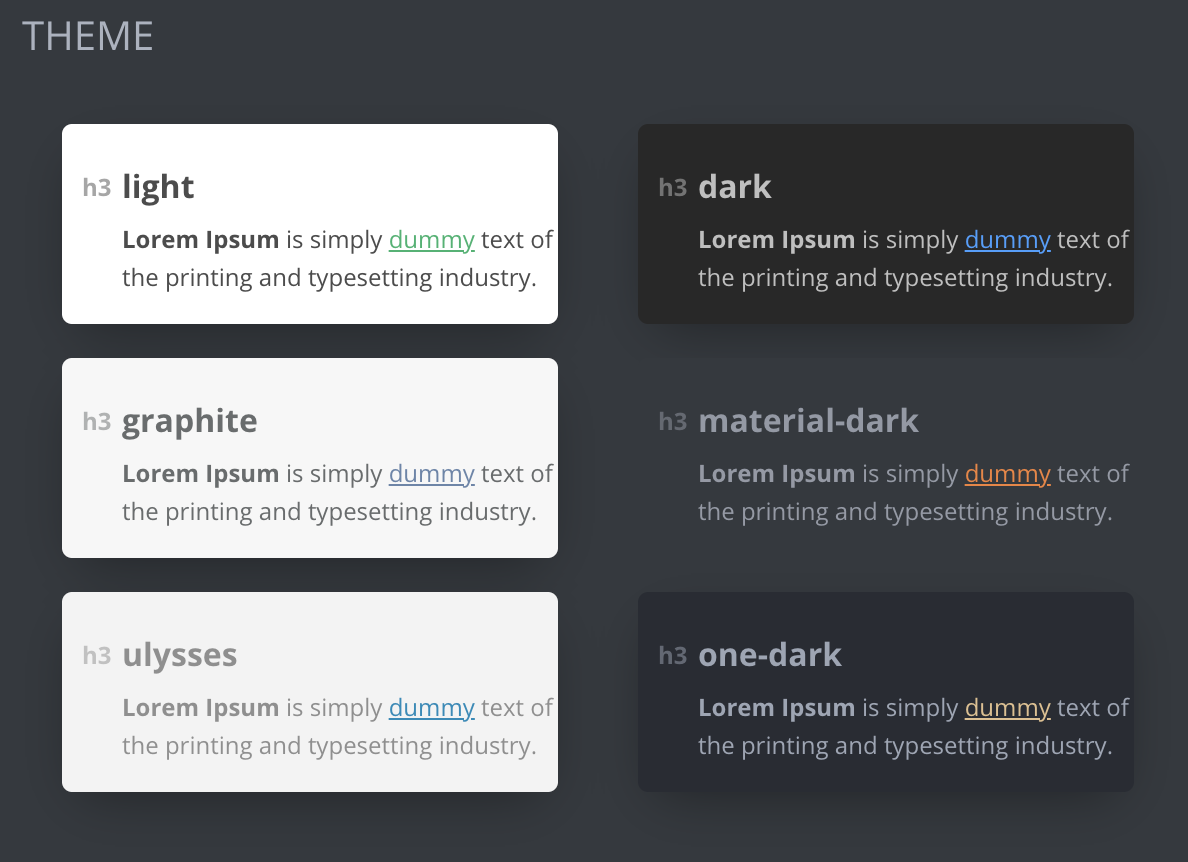 THEME
h3 light
Lorem Ipsum is simply dummy text of
the printing and typesetting industry.
h3 dark
Lorem Ipsum is simply dummy text of
the printing and typesetting industry.
h3 graphite
Lorem Ipsum is simply dummy text of
the printing and typesetting industry.
h3 material-dark
Lorem Ipsum is simply dummy text of
the printing and typesetting industry.
h3 ulysses
Lorem Ipsum is simply dummy text of
the printing and typesetting industry.
h3 one-dark
Lorem Ipsum is simply dummy text of
the printing and typesetting industry.